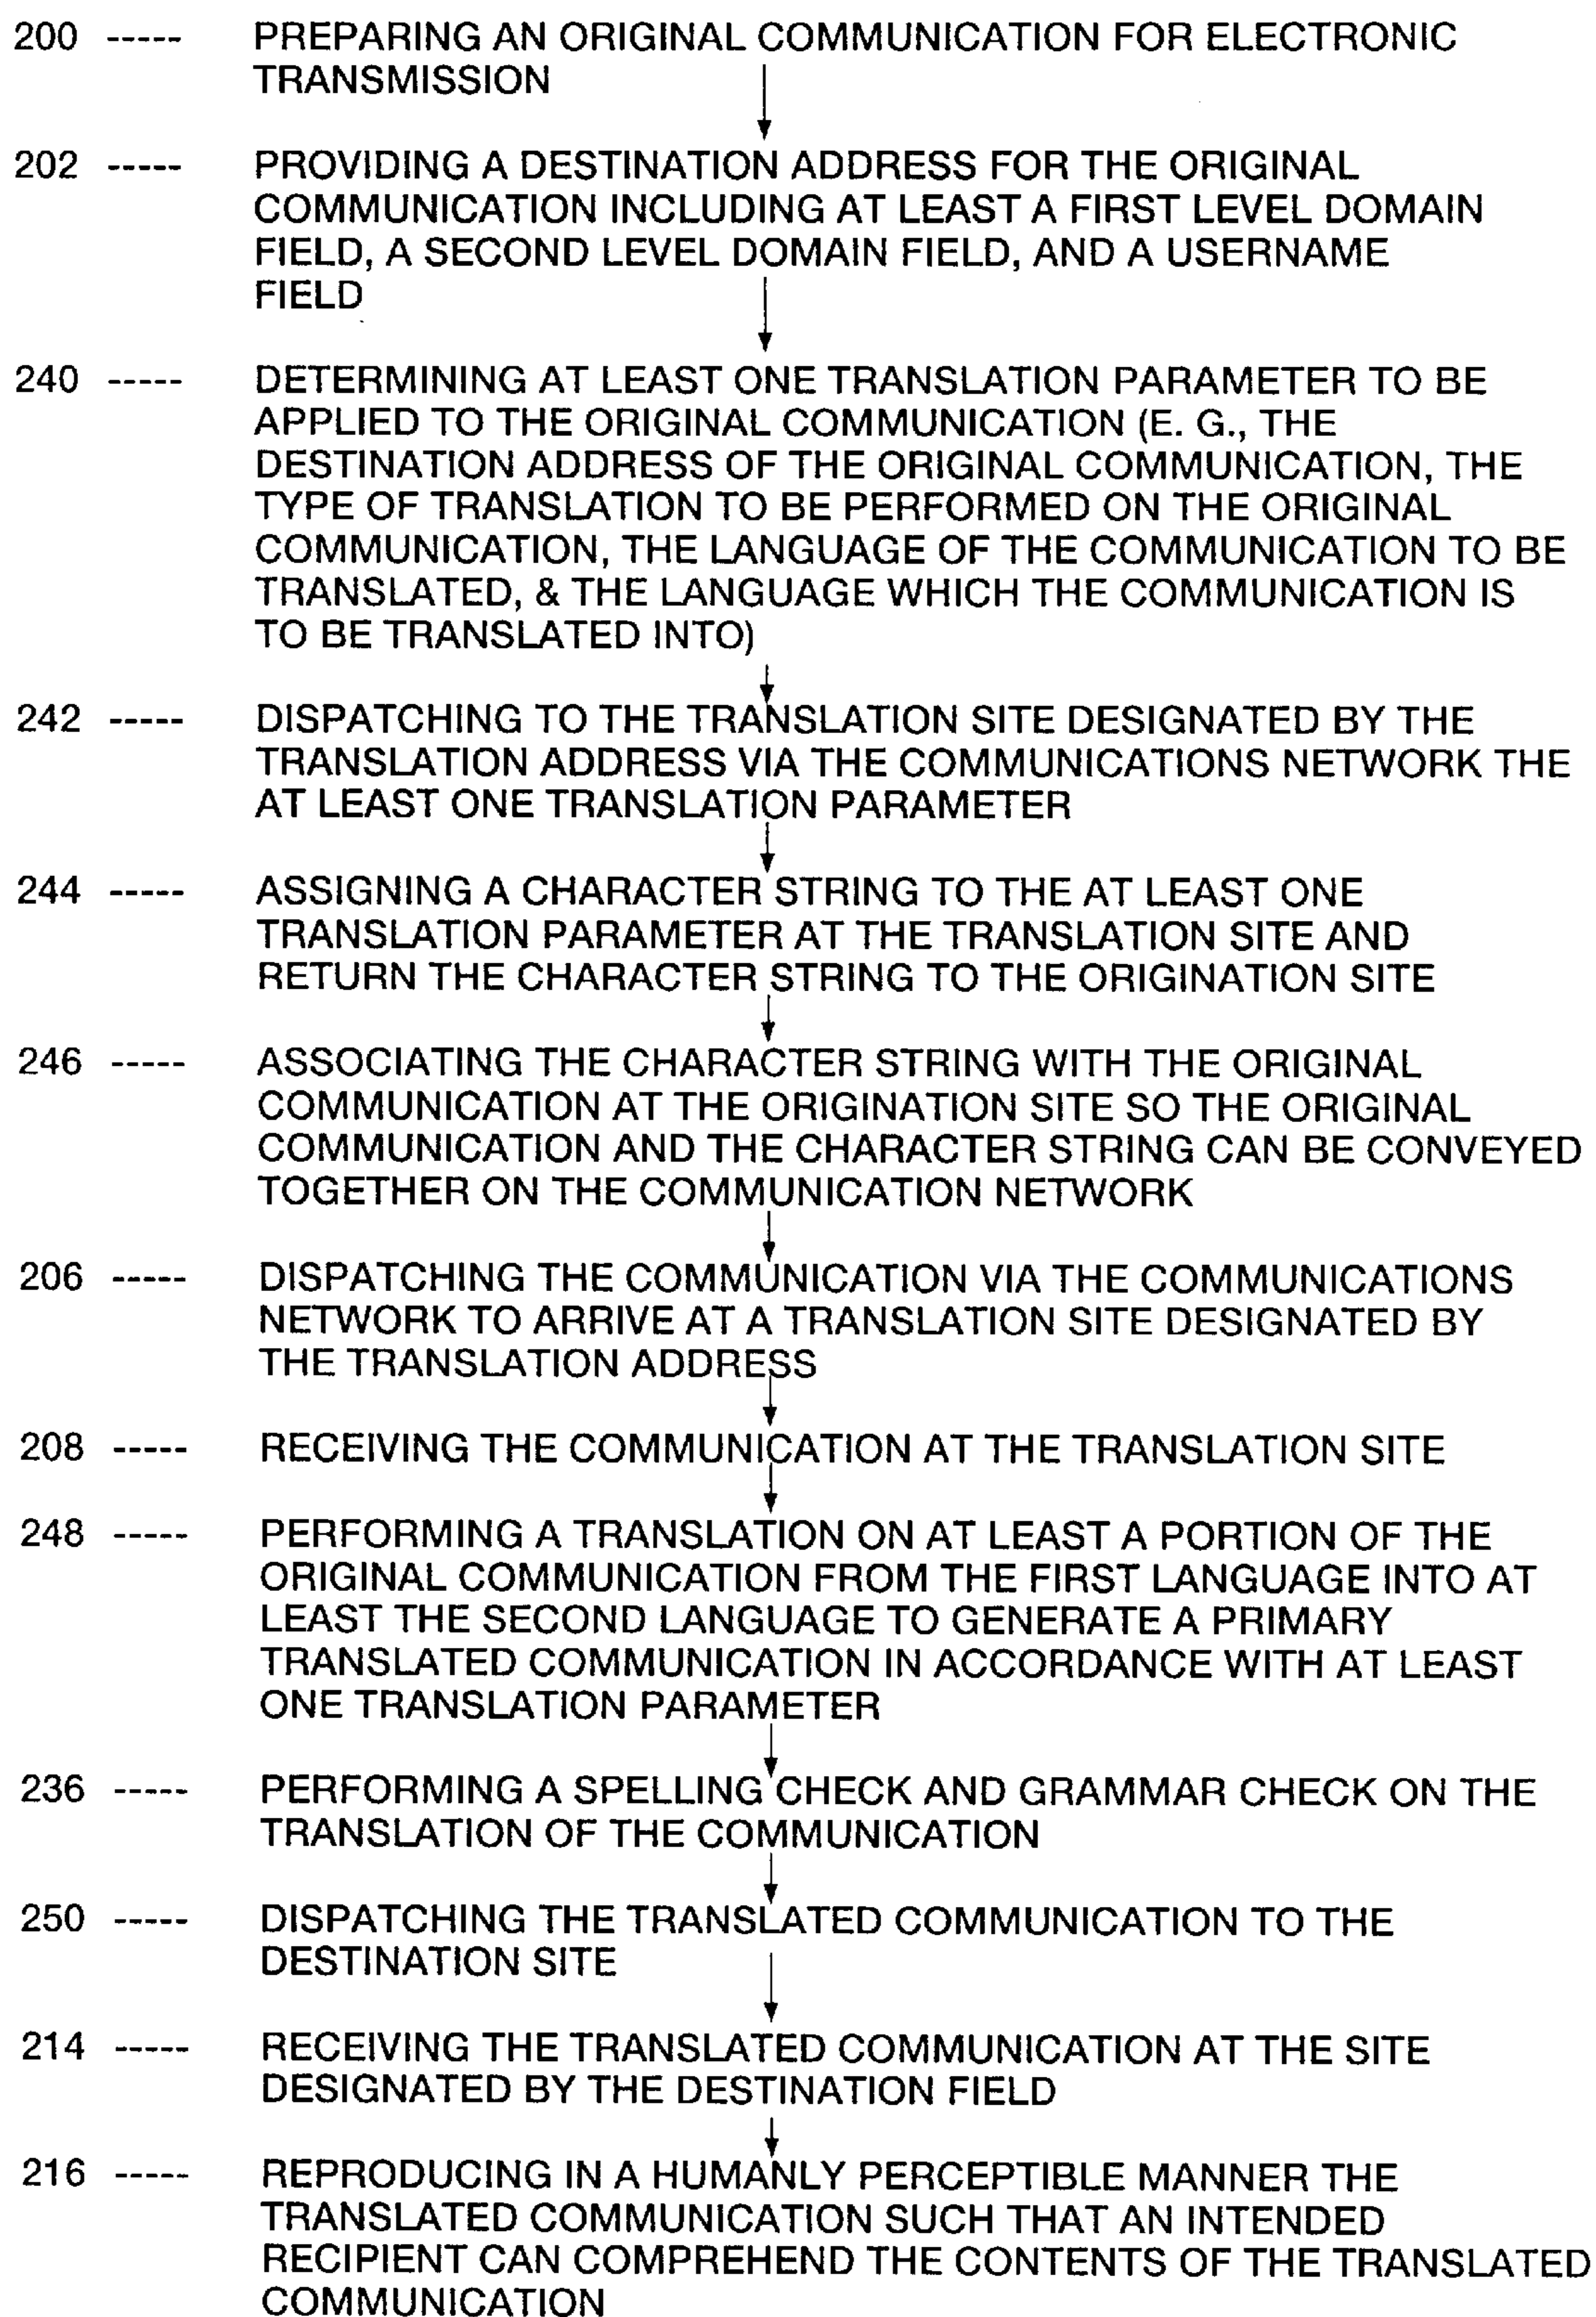 200 ----- PREPARING AN ORIGINAL COMMUNICATION FOR ELECTRONIC
TRANSMISSION
202 ----- PROVIDING A DESTINATION ADDRESS FOR THE ORIGINAL
COMMUNICATION INCLUDING AT LEAST A FIRST LEVEL DOMAIN
FIELD, A SECOND LEVEL DOMAIN FIELD, AND A USERNAME
FIELD
240 ----- DETERMINING AT LEAST ONE TRANSLATION PARAMETER TO BE
APPLIED TO THE ORIGINAL COMMUNICATION (E. G., THE
DESTINATION ADDRESS OF THE ORIGINAL COMMUNICATION, THE
TYPE OF TRANSLATION TO BE PERFORMED ON THE ORIGINAL
COMMUNICATION, THE LANGUAGE OF THE COMMUNICATION TO BE
TRANSLATED, & THE LANGUAGE WHICH THE COMMUNICATION IS
TO BE TRANSLATED INTO)
242 ----- DISPATCHING TO THE TRANSLATION SITE DESIGNATED BY THE
TRANSLATION ADDRESS VIA THE COMMUNICATIONS NETWORK THE
AT LEAST ONE TRANSLATION PARAMETER
244 ----- ASSIGNING A CHARACTER STRING TO THE AT LEAST ONE
TRANSLATION PARAMETER AT THE TRANSLATION SITE AND
RETURN THE CHARACTER STRING TO THE ORIGINATION SITE
246 ----- ASSOCIATING THE CHARACTER STRING WITH THE ORIGINAL
COMMUNICATION AT THE ORIGINATION SITE SO THE ORIGINAL
COMMUNICATION AND THE CHARACTER STRING CAN BE CONVEYED
TOGETHER ON THE COMMUNICATION NETWORK
206 ----- DISPATCHING THE COMMUNICATION VIA THE COMMUNICATIONS
NETWORK TO ARRIVE AT A TRANSLATION SITE DESIGNATED BY
THE TRANSLATION ADDRESS
208 ----- RECEIVING THE COMMUNICATION AT THE TRANSLATION SITE
248 ----- PERFORMING A TRANSLATION ON AT LEAST A PORTION OF THE
ORIGINAL COMMUNICATION FROM THE FIRST LANGUAGE INTO AT
LEAST THE SECOND LANGUAGE TO GENERATE A PRIMARY
TRANSLATED COMMUNICATION IN ACCORDANCE WITH AT LEAST
ONE TRANSLATION PARAMETER
236 ----- PERFORMING A SPELLING CHECK AND GRAMMAR CHECK ON THE
TRANSLATION OF THE COMMUNICATION
250 ----- DISPATCHING THE TRANSLATED COMMUNICATION TO THE
DESTINATION SITE
214 ----- RECEIVING THE TRANSLATED COMMUNICATION AT THE SITE
DESIGNATED BY THE DESTINATION FIELD
216 ----- REPRODUCING IN A HUMANLY PERCEPTIBLE MANNER THE
TRANSLATED COMMUNICATION SUCH THAT AN INTENDED
RECIPIENT CAN COMPREHEND THE CONTENTS OF THE TRANSLATED
COMMUNICATION